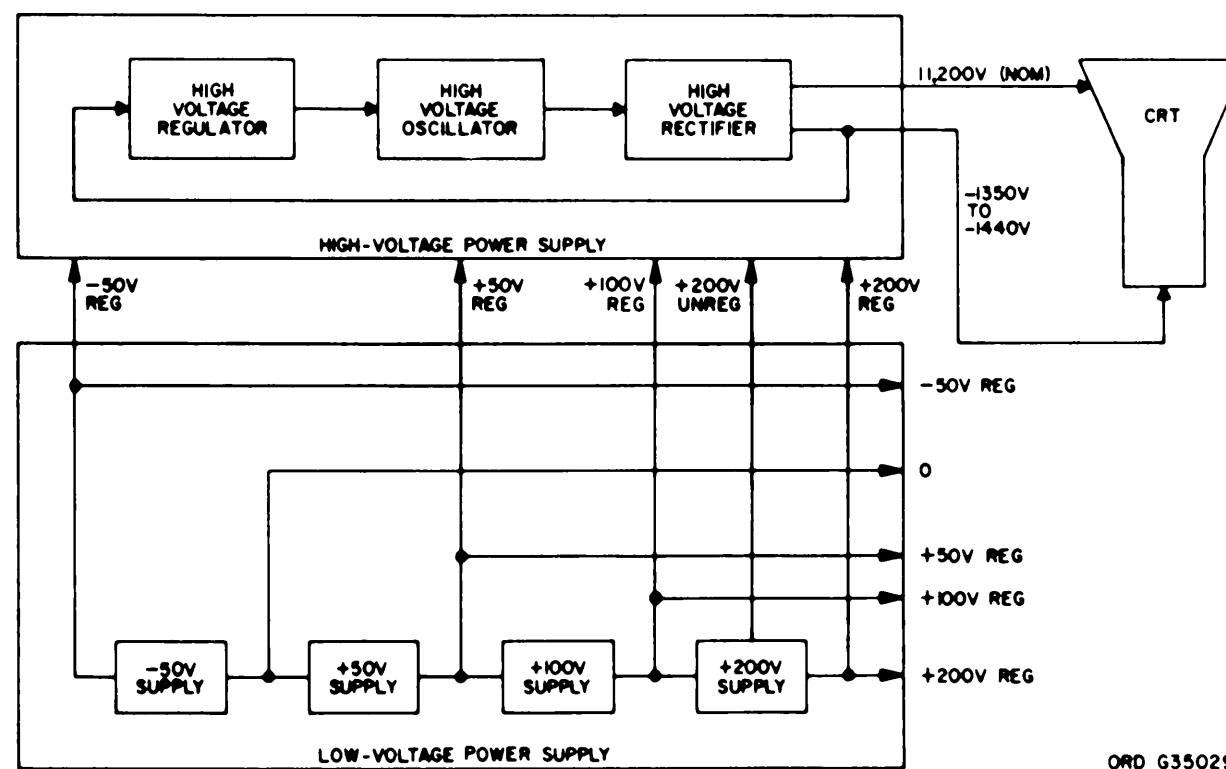 HIGH
VOLTAGE
REGULATOR
HIGH
VOLTAGE
OSCILLATOR
HIGH
VOLTAGE
RECTIFIER
11,200V (NOM)
CRT
-1350V
TO
-1440V
HIGH-VOLTAGE POWER SUPPLY
-50V
REG
+50V
REG
+100V
REG
+200V
UNREG
+200V
REG
-50V REG
0
+50V REG
+100V REG
+200V REG
-50V
SUPPLY
+50V
SUPPLY
+100V
SUPPLY
+200V
SUPPLY
LOW-VOLTAGE POWER SUPPLY
ORD